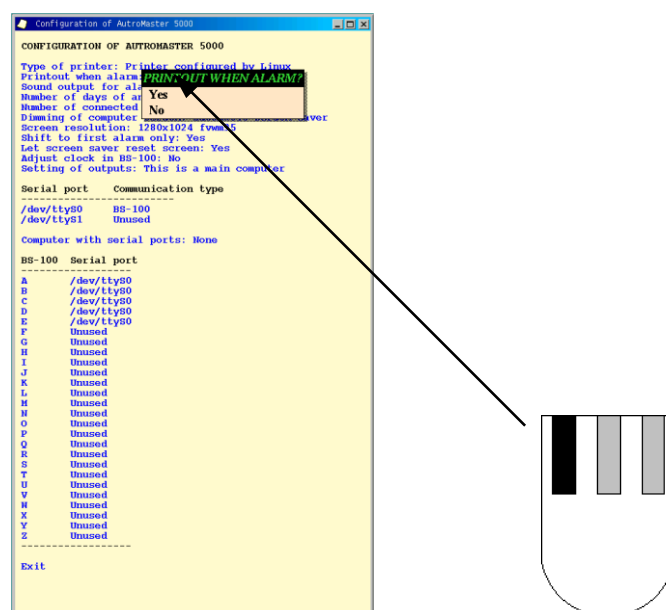 Configuration of AutroMaster 5000
CONFIGURATION OF AUTROMASTER 5000
Type of printer: Printer configured by Linux
Printout when alarm:
PRINTOUT WHEN ALARM?
Yes
No
Sound output for
Number of days of
Number of connected
Dimming of computer
Screen resolution: 1280x1024 fvwm95
Shift to first alarm only: Yes
Let screen saver reset screen: Yes
Adjust clock in BS-100: No
Setting of outputs: This is a main computer
Serial port Communication type
-------------------------
/dev/ttyS0 BS-100
/dev/ttyS1 Unused
Computer with serial ports: None
BS-100 Serial port
------------------
A /dev/ttyS0
B /dev/ttyS0
C /dev/ttyS0
D /dev/ttyS0
E /dev/ttyS0
F Unused
G Unused
H Unused
I Unused
J Unused
K Unused
L Unused
M Unused
N Unused
O Unused
P Unused
Q Unused
R Unused
S Unused
T Unused
U Unused
V Unused
W Unused
X Unused
Y Unused
Z Unused
------------------
Exit